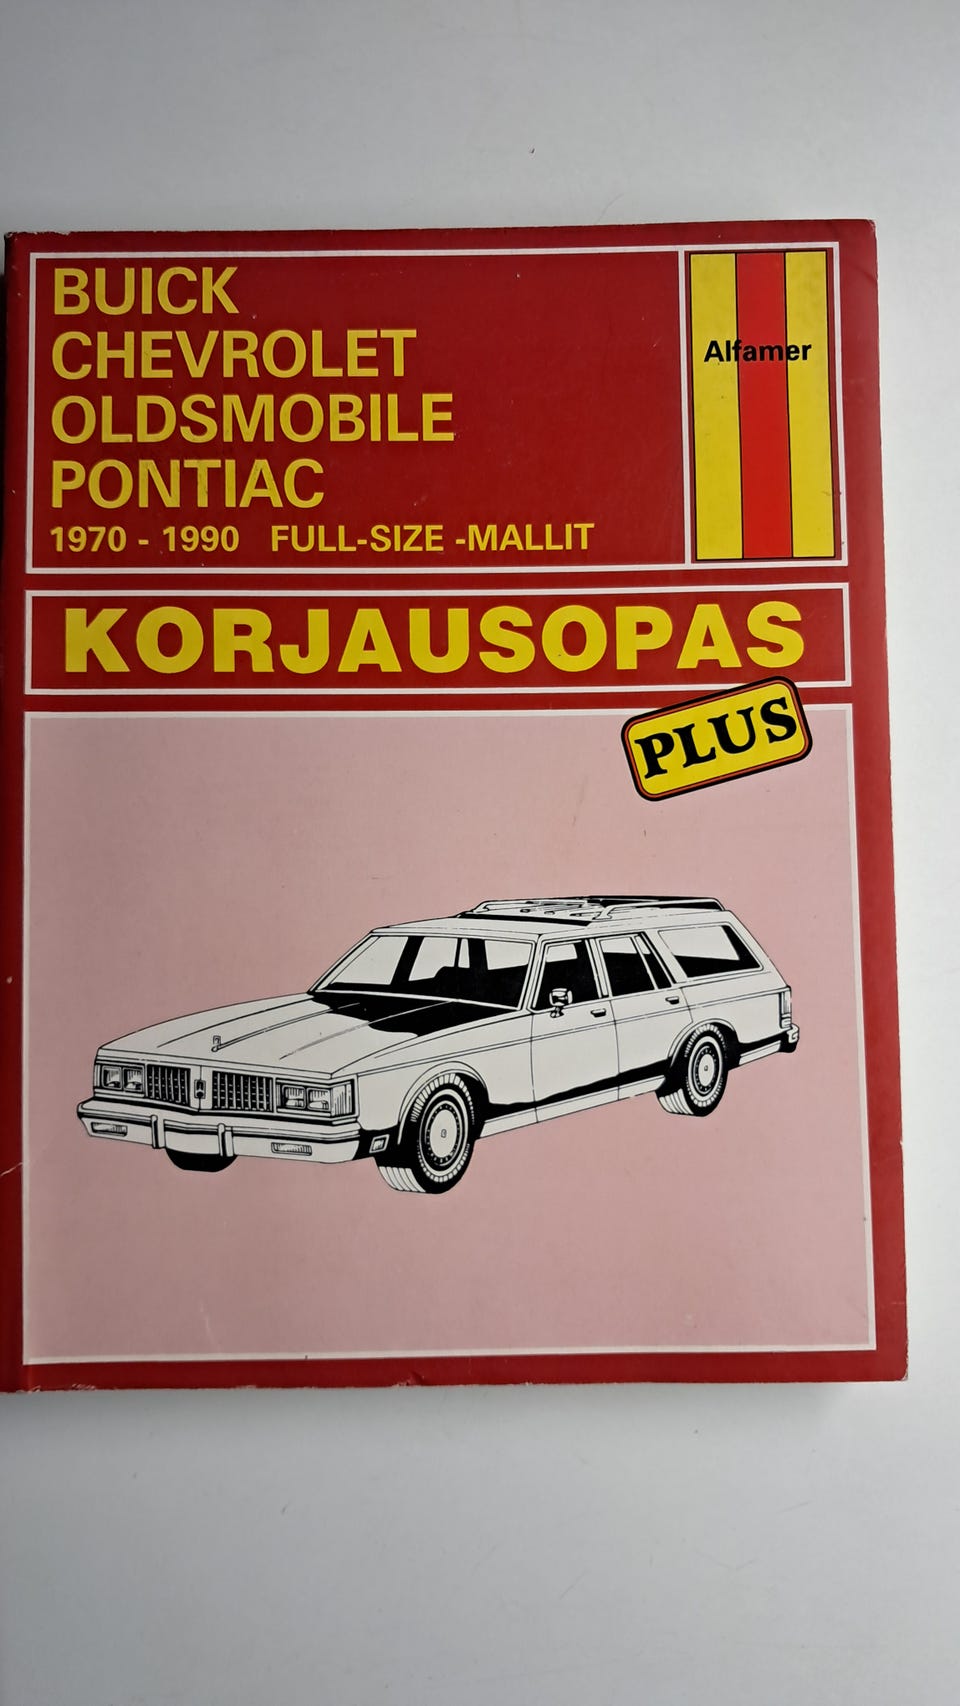 BUICK
CHEVROLET
OLDSMOBILE
PONTIAC
1970 - 1990 FULL-SIZE -MALLIT
Alfamer
KORJAUSOPAS
PLUS